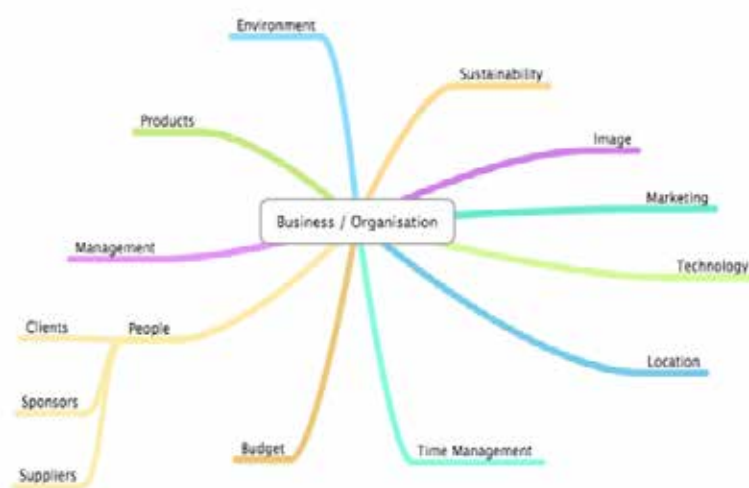 Environment
Sustainability
Products
Image
Marketing
Business / Organisation
Management
Technology
Clients
People
Location
Sponsors
Budget
Time Management
Suppliers